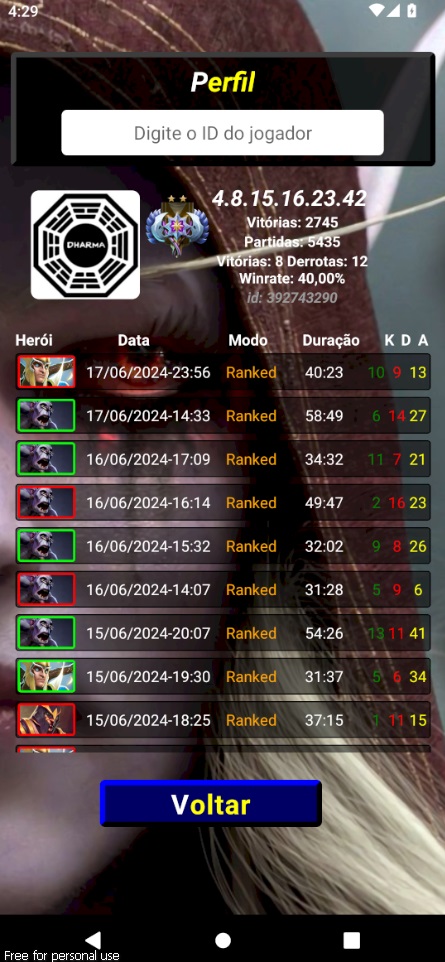 4:29
Perfil
Digite o ID do jogador
DHARMA
4.8.15.16.23.42
Vitórias: 2745
Partidas: 5435
Vitórias: 8 Derrotas: 12
Winrate: 40,00%
id: 392743290
Herói Data Modo Duração K D A
17/06/2024-23:56 Ranked 40:23 10 9 13
17/06/2024-14:33 Ranked 58:49 6 14 27
16/06/2024-17:09 Ranked 34:32 11 7 21
16/06/2024-16:14 Ranked 49:47 2 16 23
16/06/2024-15:32 Ranked 32:02 9 8 26
16/06/2024-14:07 Ranked 31:28 5 9 6
15/06/2024-20:07 Ranked 54:26 13 11 41
15/06/2024-19:30 Ranked 31:37 5 6 34
15/06/2024-18:25 Ranked 37:15 1 11 15
Voltar
Free for personal use